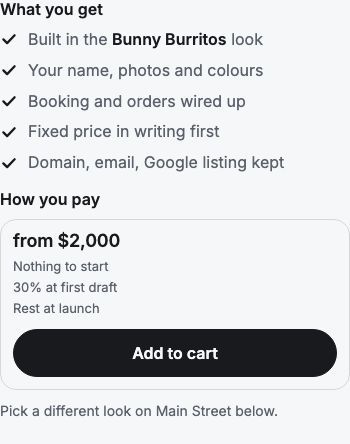 What you get
Built in the Bunny Burritos look
Your name, photos and colours
Booking and orders wired up
Fixed price in writing first
Domain, email, Google listing kept
How you pay
from $2,000
Nothing to start
30% at first draft
Rest at launch
Add to cart
Pick a different look on Main Street below.